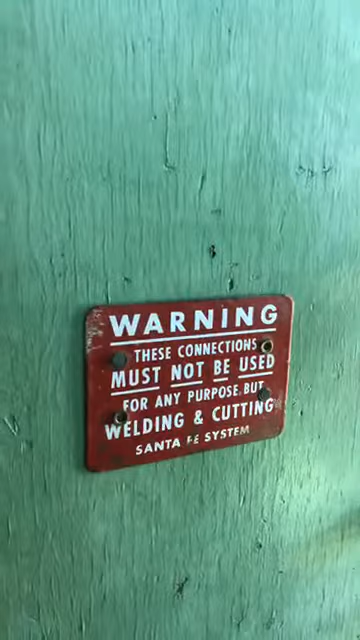 WARNING
THESE CONNECTIONS
MUST NOT BE USED
FOR ANY PURPOSE BUT
WELDING & CUTTING
SANTA FE SYSTEM